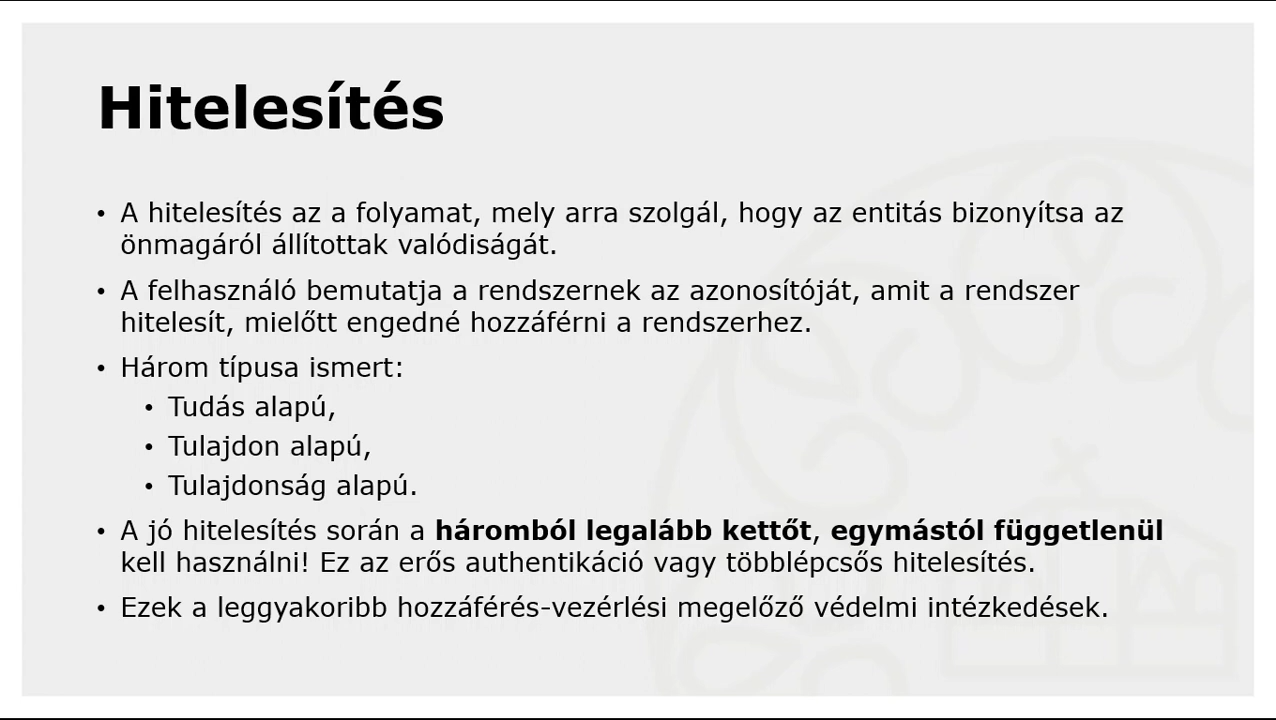 Hitelesítés
• A hitelesítés az a folyamat, mely arra szolgál, hogy az entitás bizonyítsa az
önmagáról állítottak valódiságát.
• A felhasználó bemutatja a rendszernek az azonosítóját, amit a rendszer
hitelesít, mielőtt engedné hozzáférni a rendszerhez.
• Három típusa ismert:
• Tudás alapú,
• Tulajdon alapú,
• Tulajdonság alapú.
• A jó hitelesítés során a háromból legalább kettőt, egymástól függetlenül
kell használni! Ez az erős authentikáció vagy többlépcsős hitelesítés.
• Ezek a leggyakoribb hozzáférés-vezérlési megelőző védelmi intézkedések.